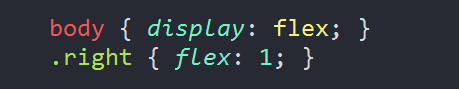 body { display: flex; }
.right { flex: 1; }